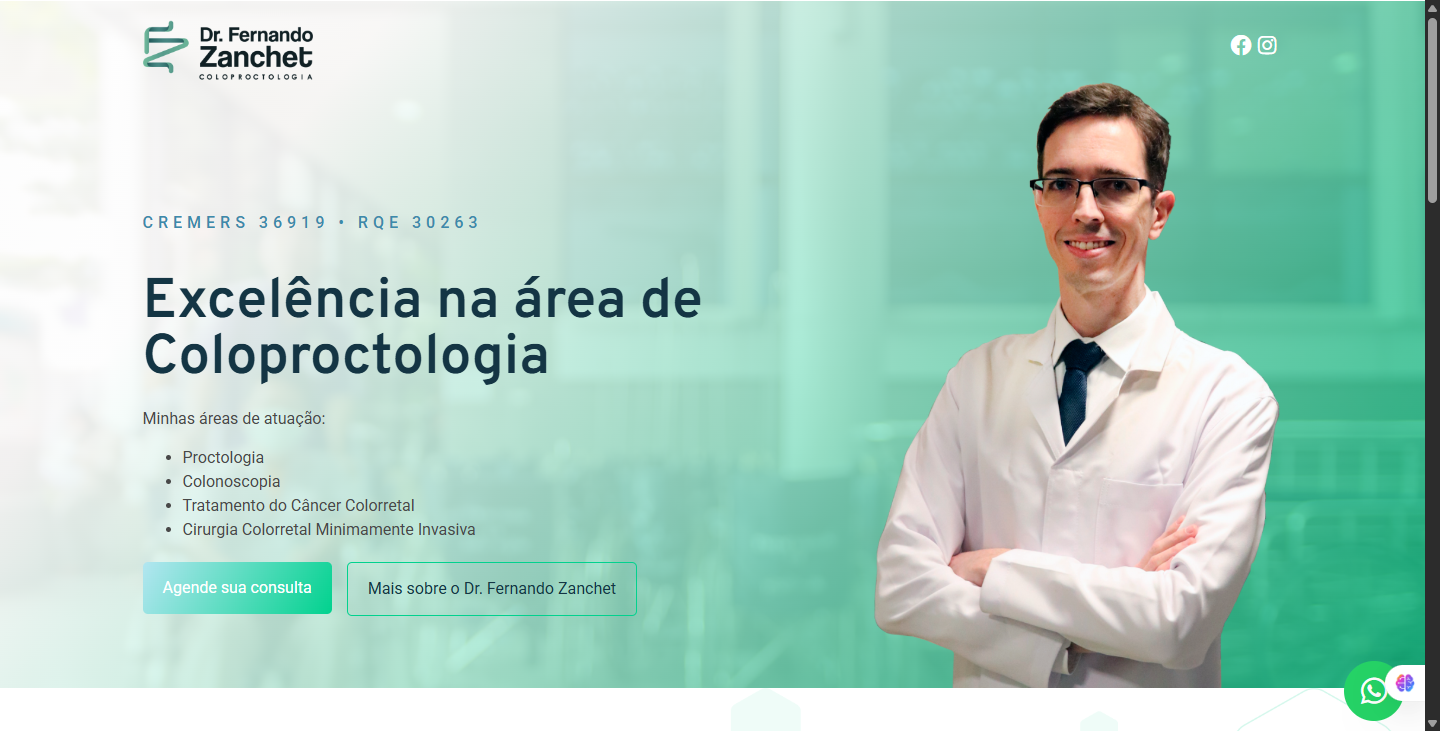 Dr. Fernando
Zanchet
COLOPROCTOLOGIA
CREMERS 36919 • RQE 30263
Excelência na área de
Coloproctologia
Minhas áreas de atuação:
• Proctologia
• Colonoscopia
• Tratamento do Câncer Colorretal
• Cirurgia Colorretal Minimamente Invasiva
Agende sua consulta
Mais sobre o Dr. Fernando Zanchet